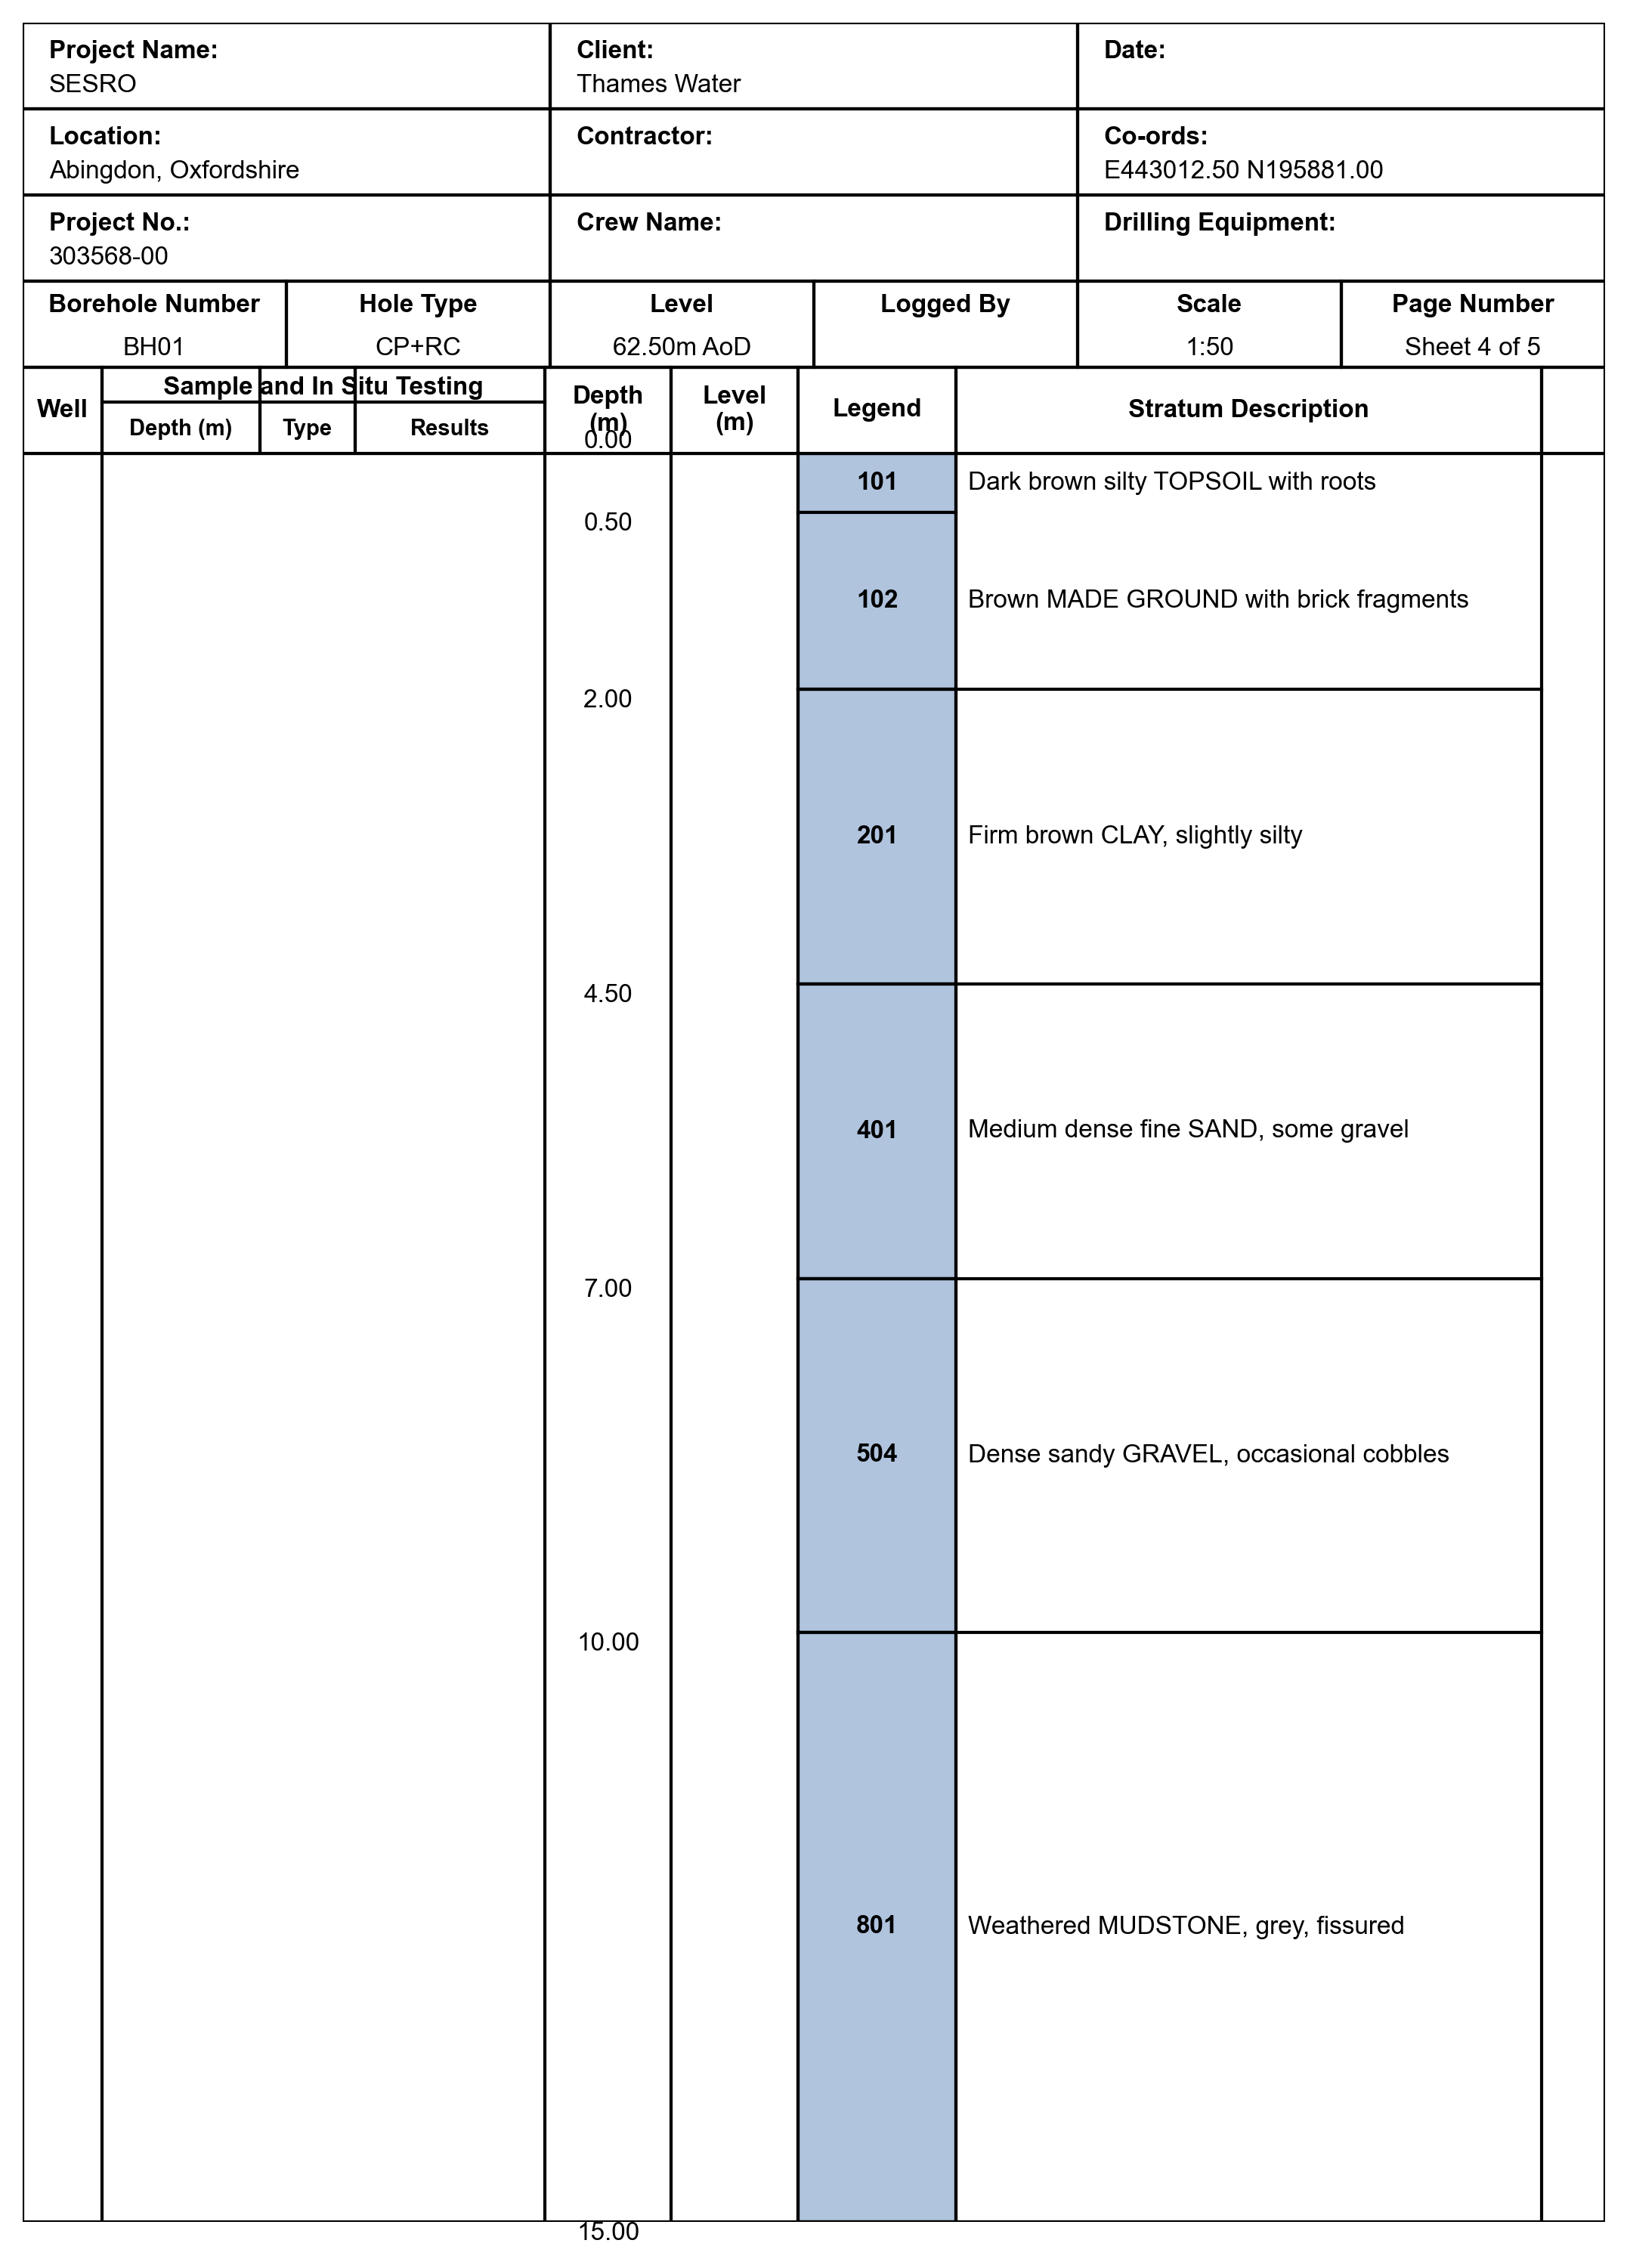 Project Name:
SESRO
Client:
Thames Water
Date:
Location:
Abingdon, Oxfordshire
Contractor:
Co-ords:
E443012.50 N195881.00
Project No.:
303568-00
Crew Name:
Drilling Equipment:
Borehole Number
BH01
Hole Type
CP+RC
Level
62.50m AoD
Logged By
Scale
1:50
Page Number
Sheet 4 of 5
Well
Sample and In Situ Testing
Depth (m)
Type
Results
Depth
(m)
Level
(m)
Legend
Stratum Description
0.00
101
Dark brown silty TOPSOIL with roots
0.50
102
Brown MADE GROUND with brick fragments
2.00
201
Firm brown CLAY, slightly silty
4.50
401
Medium dense fine SAND, some gravel
7.00
504
Dense sandy GRAVEL, occasional cobbles
10.00
801
Weathered MUDSTONE, grey, fissured
15.00